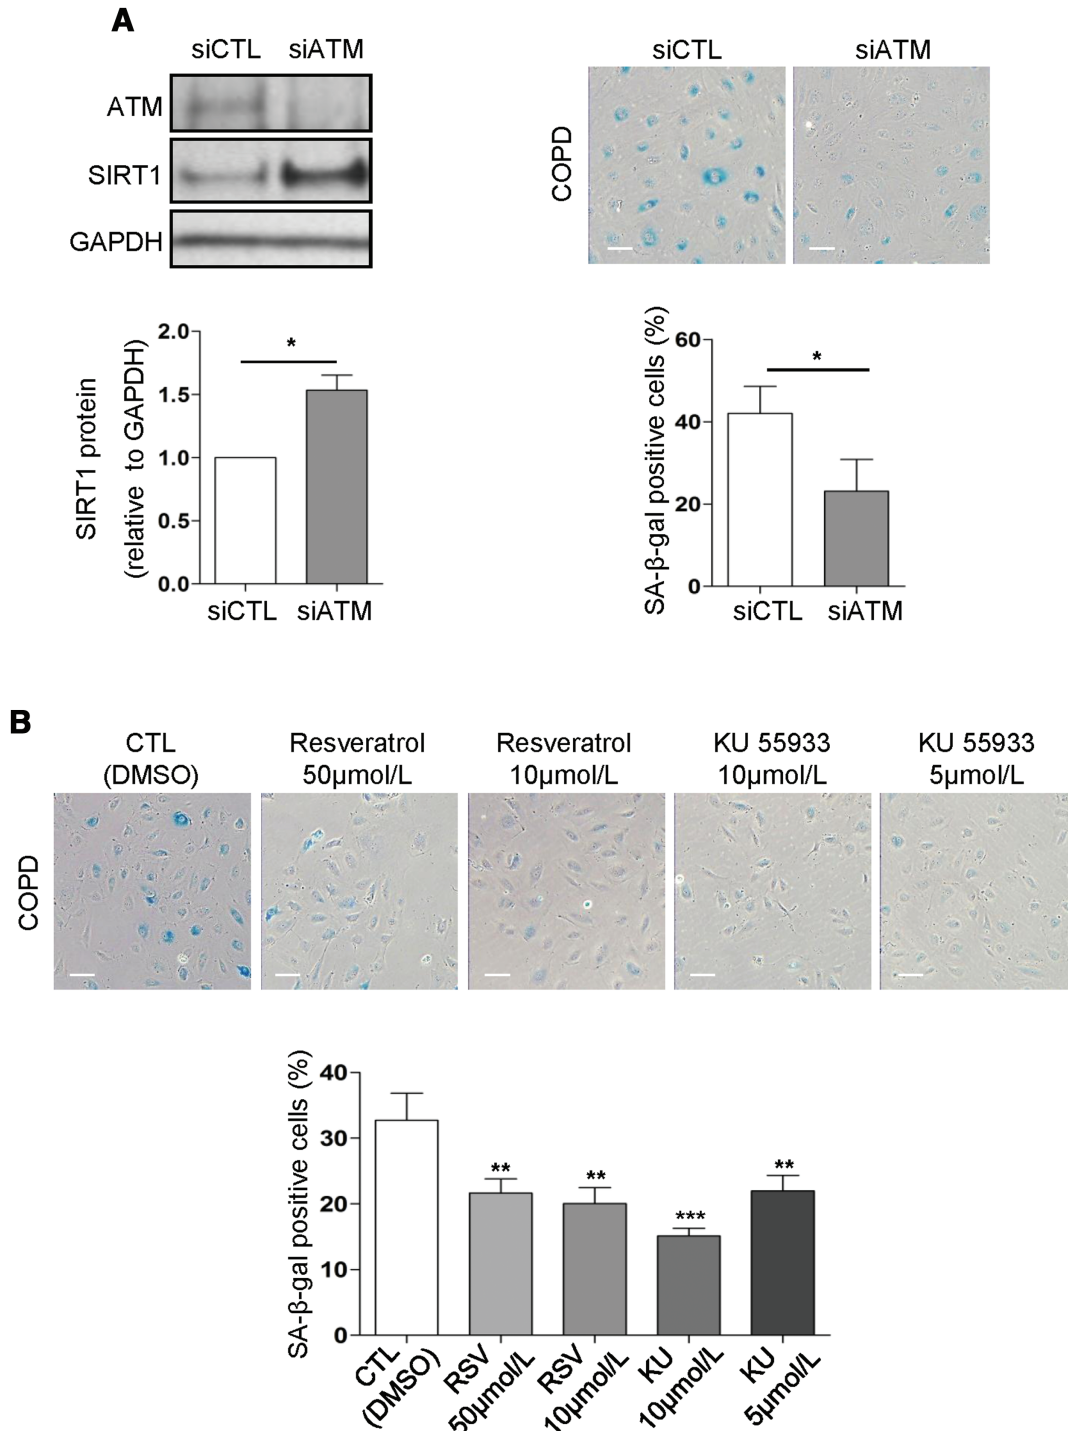 A
siCTL siATM
ATM
SIRT1
GAPDH
SIRT1 protein
(relative to GAPDH)
2.0
1.5
1.0
0.5
0.0
*
siCTL siATM
siCTL siATM
COPD
SA-β-gal positive cells (%)
60
40
20
0
*
siCTL siATM
B
CTL
(DMSO)
Resveratrol
50μmol/L
Resveratrol
10μmol/L
KU 55933
10μmol/L
KU 55933
5μmol/L
COPD
SA-β-gal positive cells (%)
40
30
20
10
0
**
**
***
**
CTL
(DMSO)
RSV
50μmol/L
RSV
10μmol/L
KU
10μmol/L
KU
5μmol/L